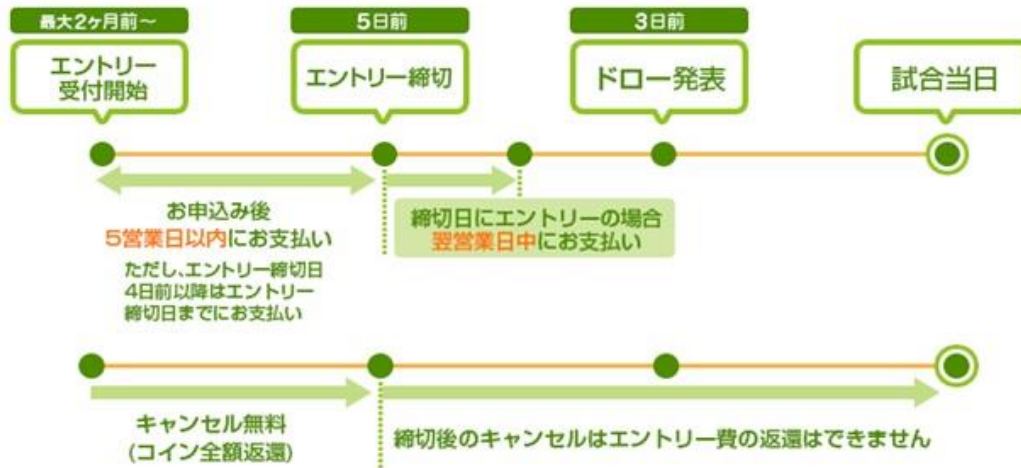 最大2ヶ月前～
エントリー
受付開始
5日前
エントリー締切
3日前
ドロー発表
試合当日
お申込み後
5営業日以内にお支払い
ただし、エントリー締切日
4日前以降はエントリー
締切日までにお支払い
締切日にエントリーの場合
翌営業日中にお支払い
キャンセル無料
(コイン全額返還)
締切後のキャンセルはエントリー費の返還はできません